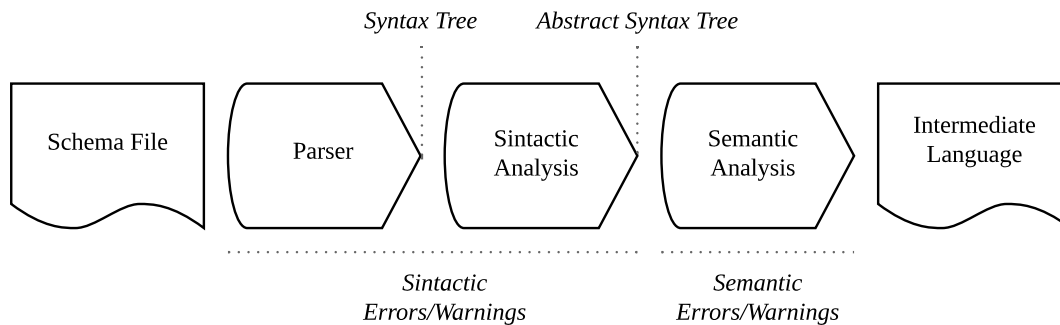 Syntax Tree
Abstract Syntax Tree
Schema File
Parser
Sintactic
Analysis
Semantic
Analysis
Intermediate
Language
Sintactic
Errors/Warnings
Semantic
Errors/Warnings